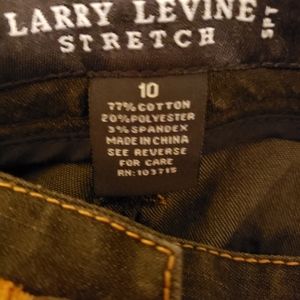 LARRY LEVINE
STRETCH
SPT
10
77% COTTON
20% POLYESTER
3% SPANDEX
MADE IN CHINA
SEE REVERSE
FOR CARE
RN: 103715